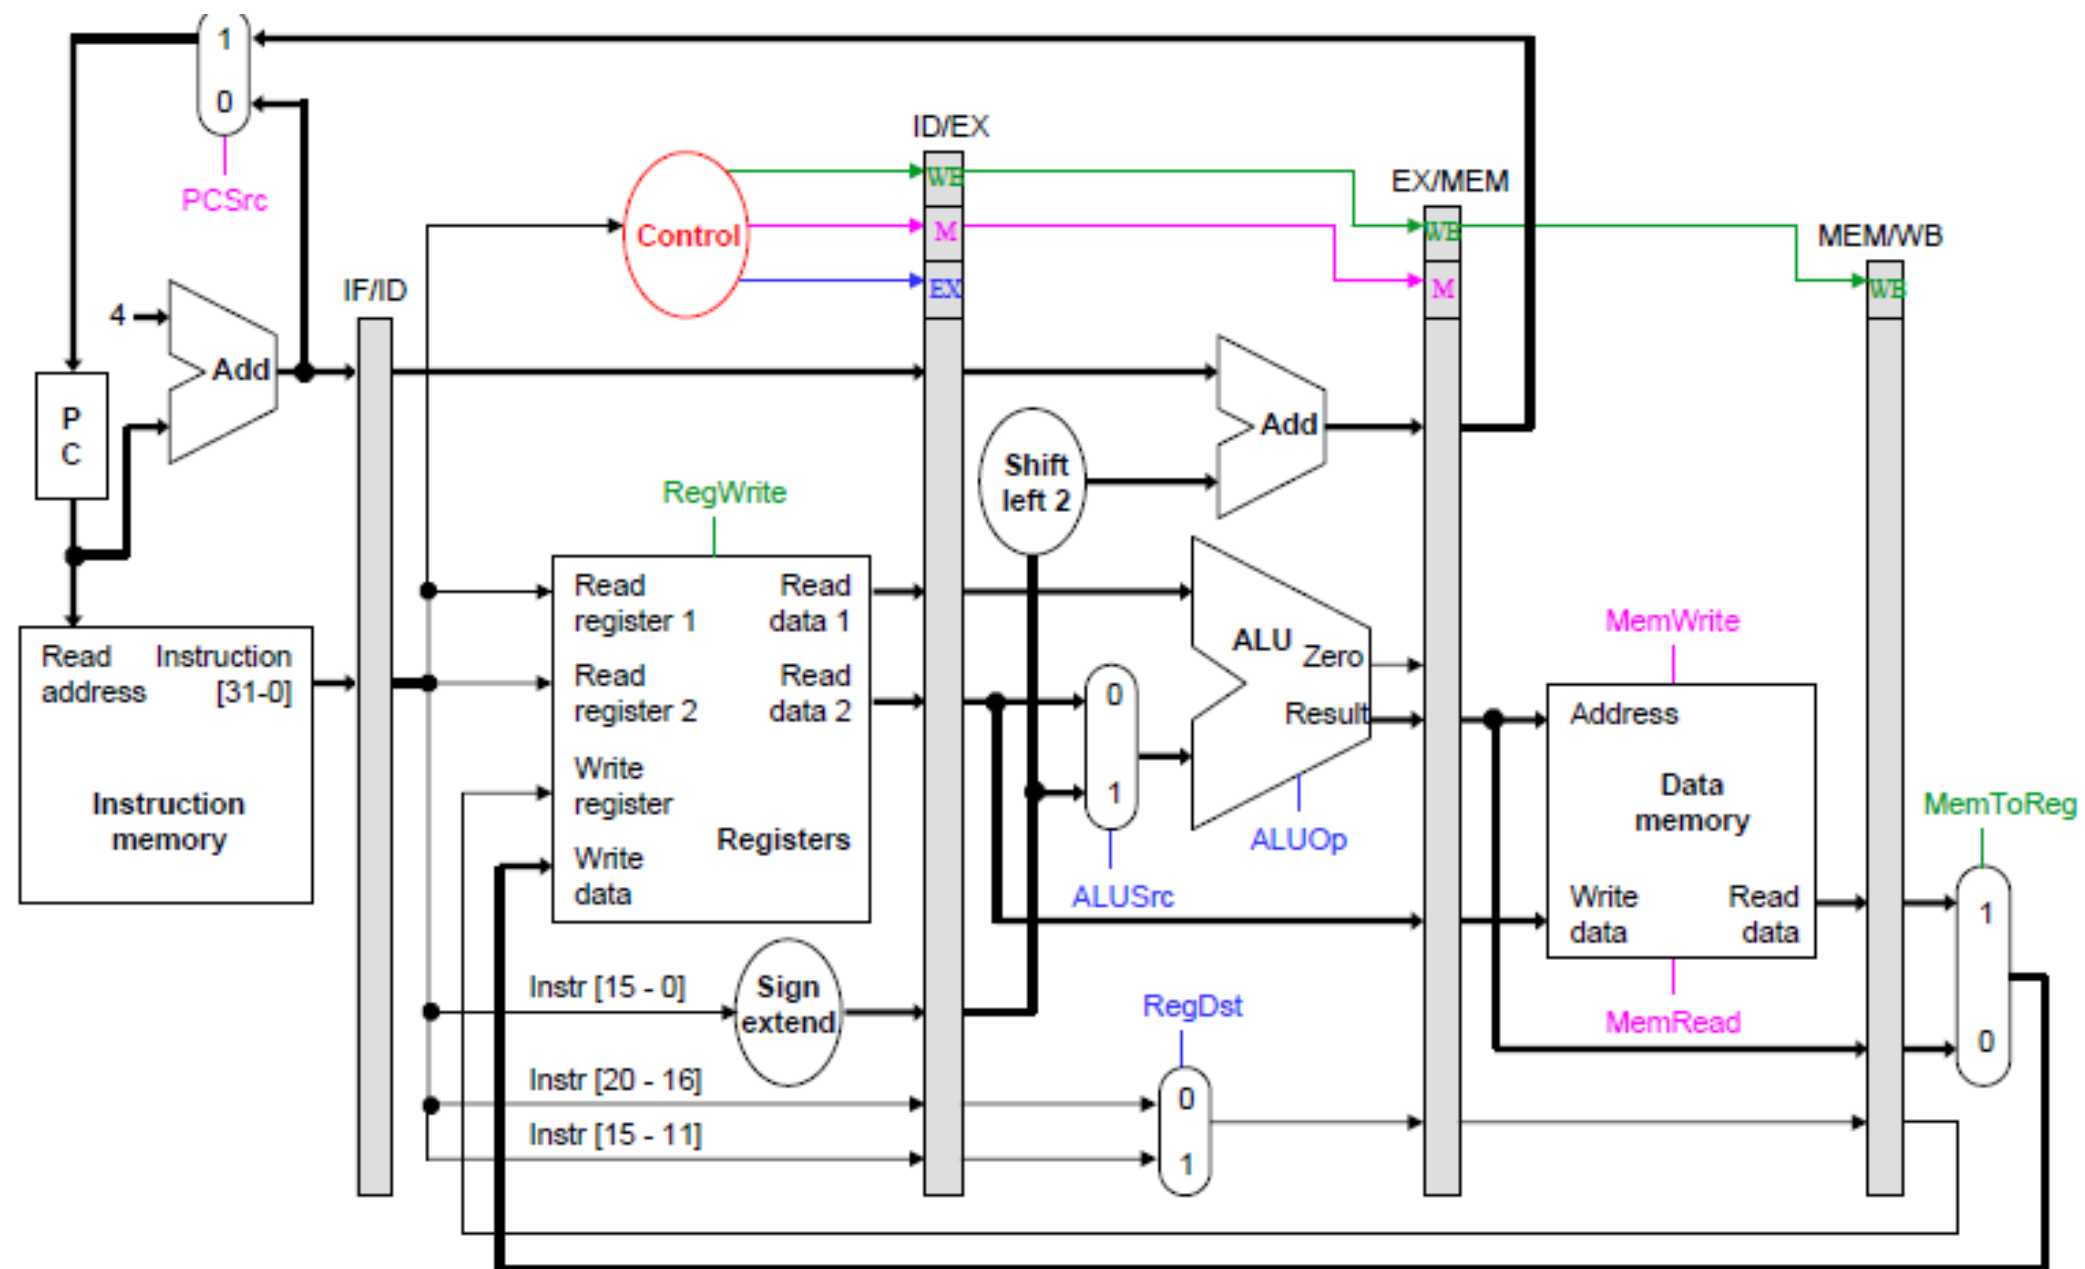 1
0
PCSrc
ID/EX
WB
M
EX
Control
EX/MEM
WB
M
MEM/WB
WB
IF/ID
4
Add
P
C
Add
Shift
left 2
RegWrite
Read
register 1
Read
data 1
Read
register 2
Read
data 2
Write
register
Write
data
Registers
Read
address
Instruction
[31-0]
Instruction
memory
ALU
Zero
Result
ALUOp
0
1
ALUSrc
MemWrite
Address
Data
memory
Write
data
Read
data
MemRead
MemToReg
1
0
Instr [15 - 0]
Sign
extend
Instr [20 - 16]
Instr [15 - 11]
RegDst
0
1